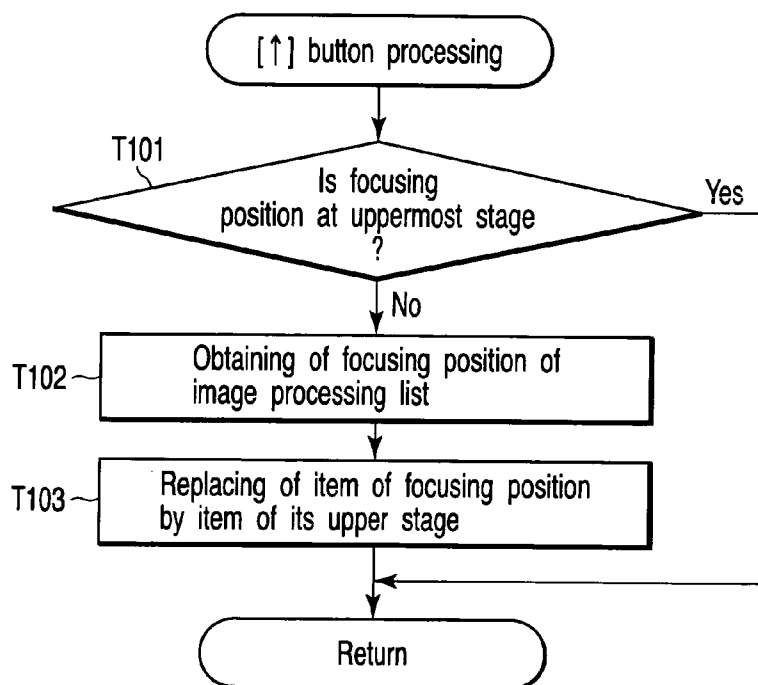 [↑] button processing
T101
Is focusing
position at uppermost stage
?
Yes
No
T102
Obtaining of focusing position of
image processing list
T103
Replacing of item of focusing position
by item of its upper stage
Return